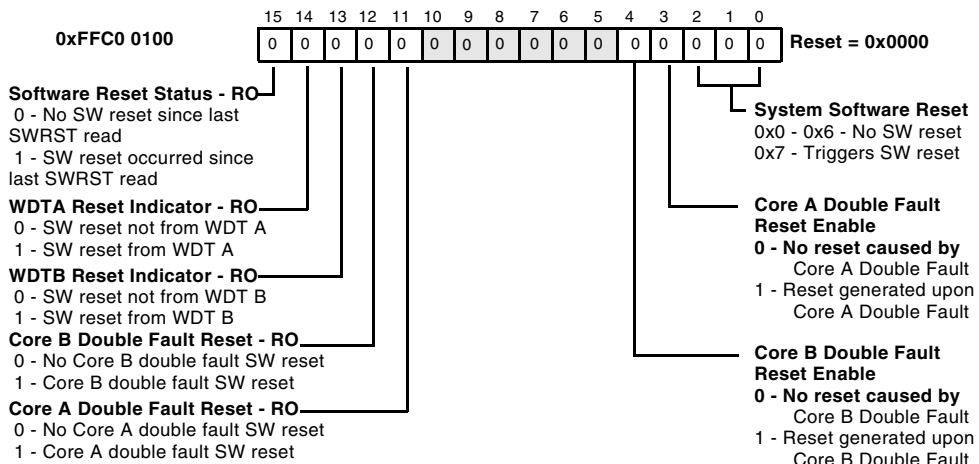 15 14 13 12 11 10 9 8 7 6 5 4 3 2 1 0
0xFFC0 0100
0 0 0 0 0 0 0 0 0 0 0 0 0 0 0 0
Reset = 0x0000
Software Reset Status - RO
0 - No SW reset since last
SWRST read
1 - SW reset occurred since
last SWRST read
WDTA Reset Indicator - RO
0 - SW reset not from WDT A
1 - SW reset from WDT A
WDTB Reset Indicator - RO
0 - SW reset not from WDT B
1 - SW reset from WDT B
Core B Double Fault Reset - RO
0 - No Core B double fault SW reset
1 - Core B double fault SW reset
Core A Double Fault Reset - RO
0 - No Core A double fault SW reset
1 - Core A double fault SW reset
System Software Reset
0x0 - 0x6 - No SW reset
0x7 - Triggers SW reset
Core A Double Fault
Reset Enable
0 - No reset caused by
Core A Double Fault
1 - Reset generated upon
Core A Double Fault
Core B Double Fault
Reset Enable
0 - No reset caused by
Core B Double Fault
1 - Reset generated upon
Core B Double Fault